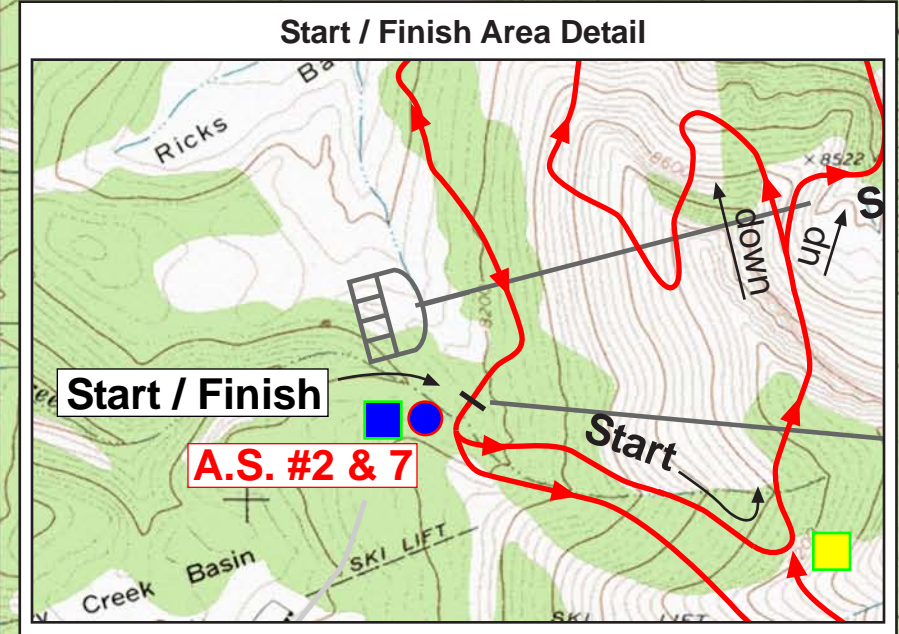 Start / Finish Area Detail
Ricks Ba
8600
× 8522
S
down
up
8200
Start / Finish
A.S. #2 & 7
Start
SKI LIFT
Creek Basin
SKI LIFT